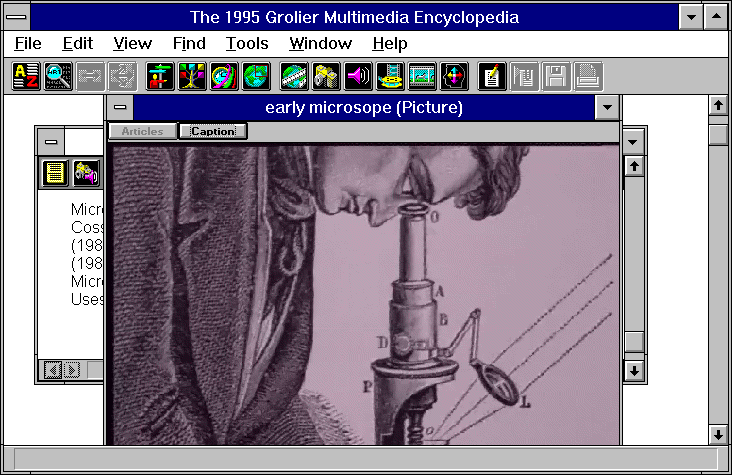 The 1995 Grolier Multimedia Encyclopedia
File Edit View Find Tools Window Help
A
Z
early microsope (Picture)
Articles Caption
Micro
Coss
(198
(198
Micr
Uses
O
A
B
D
P
L
o